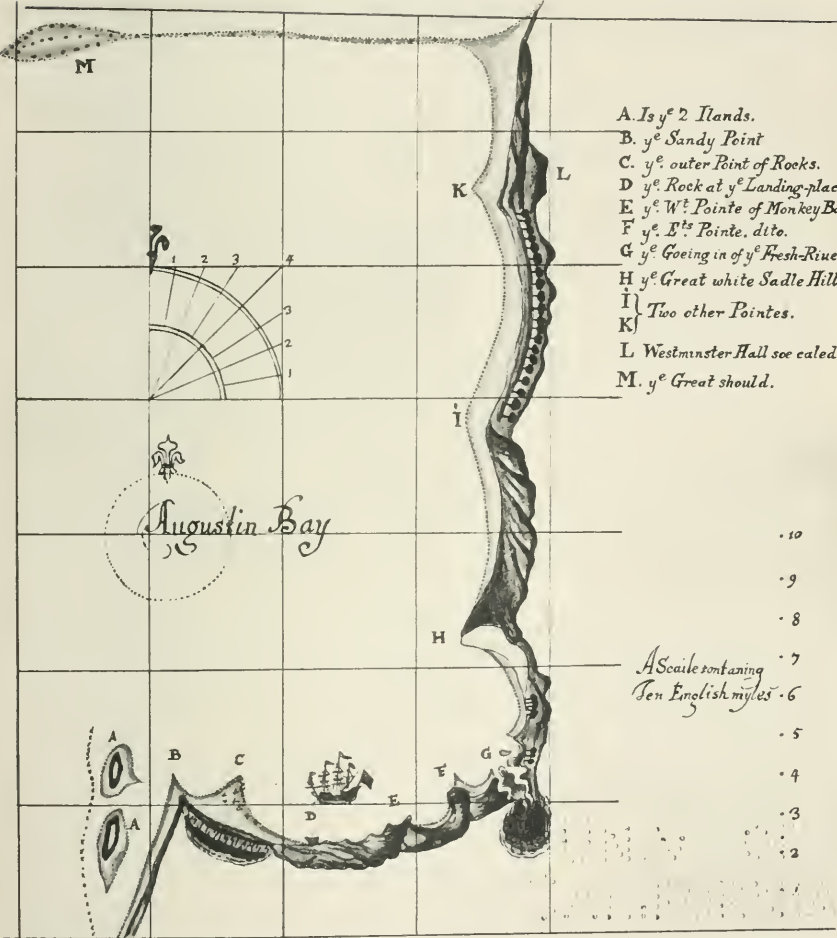 M
A. Is yᵉ 2 Ilands.
B. yᵉ Sandy Point
C. yᵉ. outer Point of Rocks.
D yᵉ. Rock at yᵉ Landing-plac
E yᵉ. Wᵗ. Pointe of Monkey Ba
F yᵉ. Eᵗˢ Pointe. dito.
G yᵉ. Goeing in of yᵉ Fresh-Riue
H yᵉ. Great white Sadle Hill
i
K} Two other Pointes.
L Westminster Hall soe caled
M. yᵉ Great should.
L
K
1 2 3 4
3
2
1
i
Augustin Bay
H
A Scaile contaning
Ten English myles
10
9
8
7
6
5
4
3
2
1
A
B
C
D
E
F
G
A